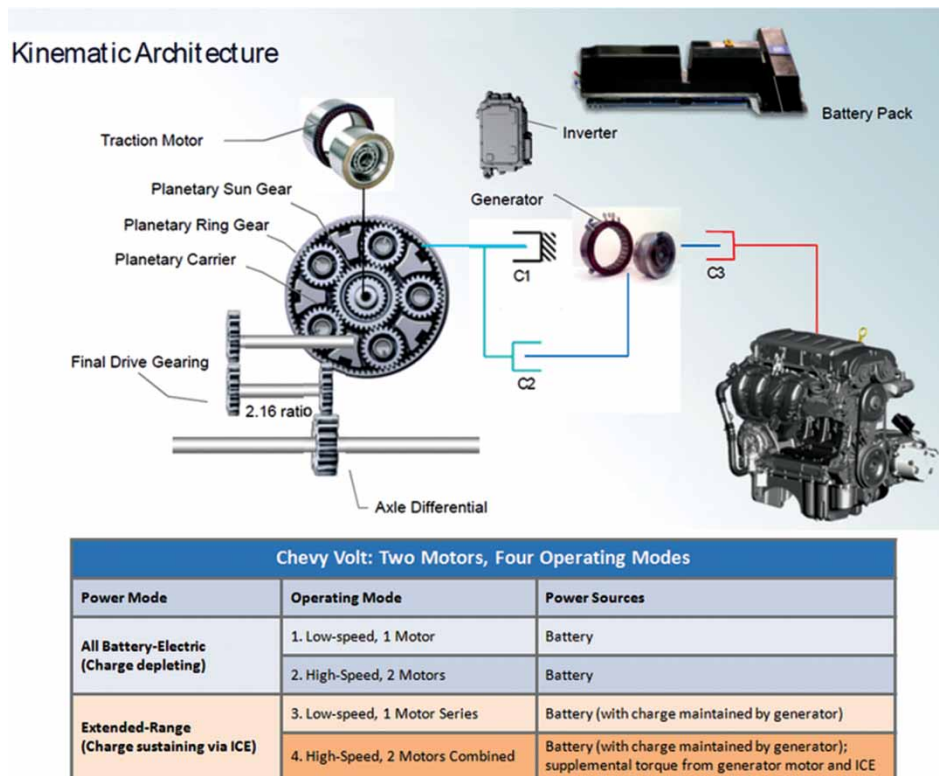 Kinematic Architecture
Battery Pack
Inverter
Traction Motor
Planetary Sun Gear
Generator
Planetary Ring Gear
Planetary Carrier
C1
C3
Final Drive Gearing
C2
2.16 ratio
Axle Differential
Chevy Volt: Two Motors, Four Operating Modes
Power Mode Operating Mode Power Sources
All Battery-Electric
(Charge depleting)
1. Low-speed, 1 Motor Battery
2. High-Speed, 2 Motors Battery
Extended-Range
(Charge sustaining via ICE)
3. Low-speed, 1 Motor Series Battery (with charge maintained by generator)
4. High-Speed, 2 Motors Combined Battery (with charge maintained by generator);
supplemental torque from generator motor and ICE